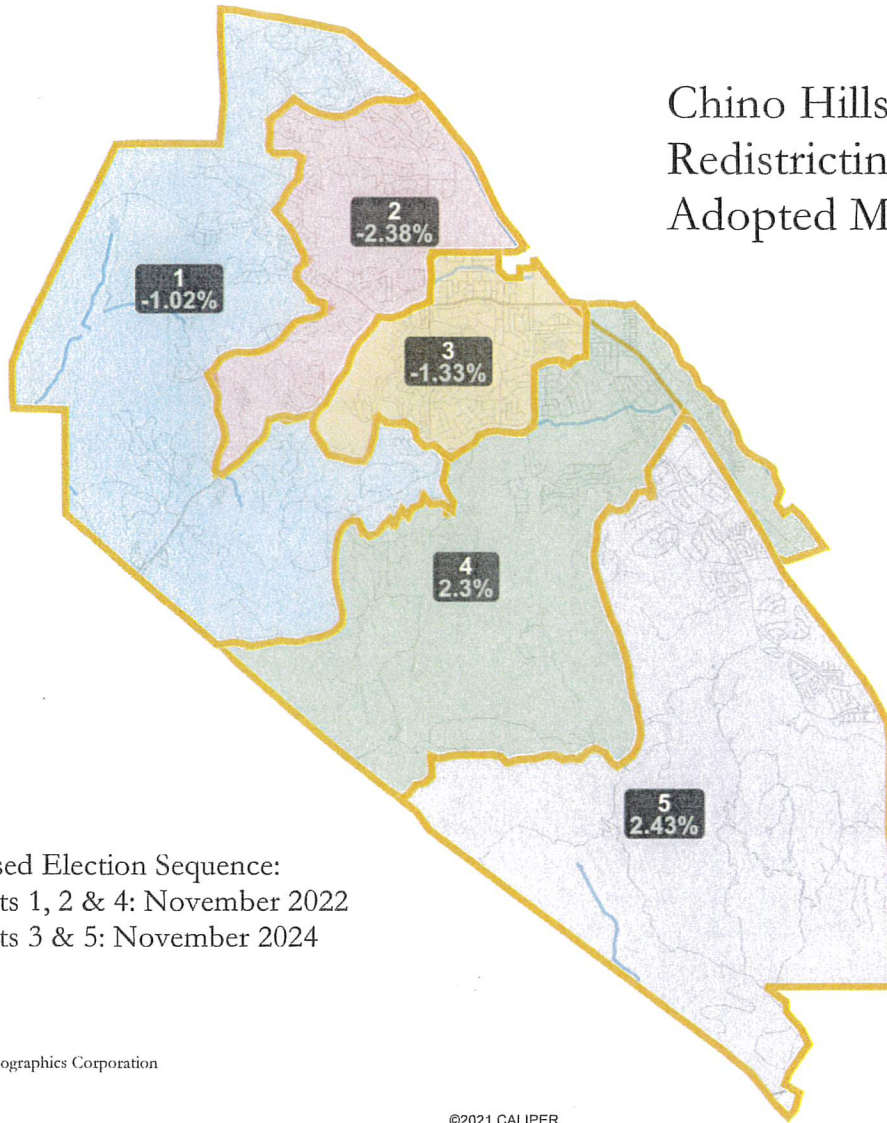 Chino Hills
Redistrictin
Adopted M
2
-2.38%
1
-1.02%
3
-1.33%
4
2.3%
5
2.43%
sed Election Sequence:
ts 1, 2 & 4: November 2022
ts 3 & 5: November 2024
ographics Corporation
©2021 CALIPER